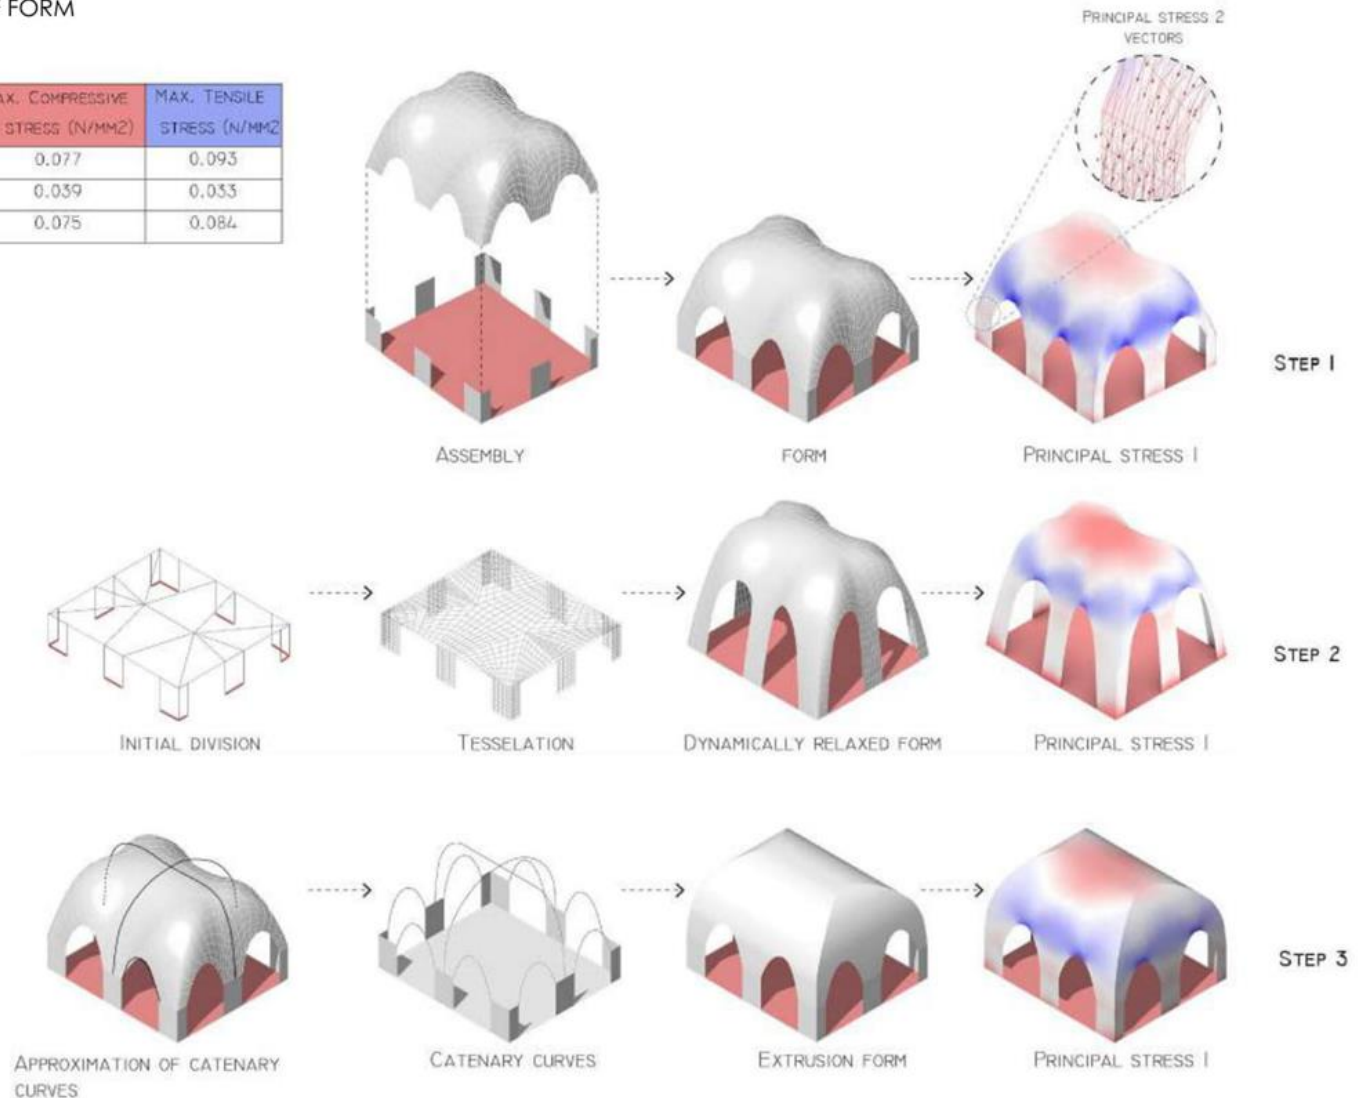 FORM
PRINCIPAL STRESS 2
VECTORS
AX. COMPRESSIVE
STRESS (N/MM2)
MAX. TENSILE
STRESS (N/MM2
0.077 0.093
0.039 0.033
0.075 0.084
STEP 1
ASSEMBLY
FORM
PRINCIPAL STRESS 1
STEP 2
INITIAL DIVISION
TESSELATION
DYNAMICALLY RELAXED FORM
PRINCIPAL STRESS 1
STEP 3
APPROXIMATION OF CATENARY
CURVES
CATENARY CURVES
EXTRUSION FORM
PRINCIPAL STRESS 1